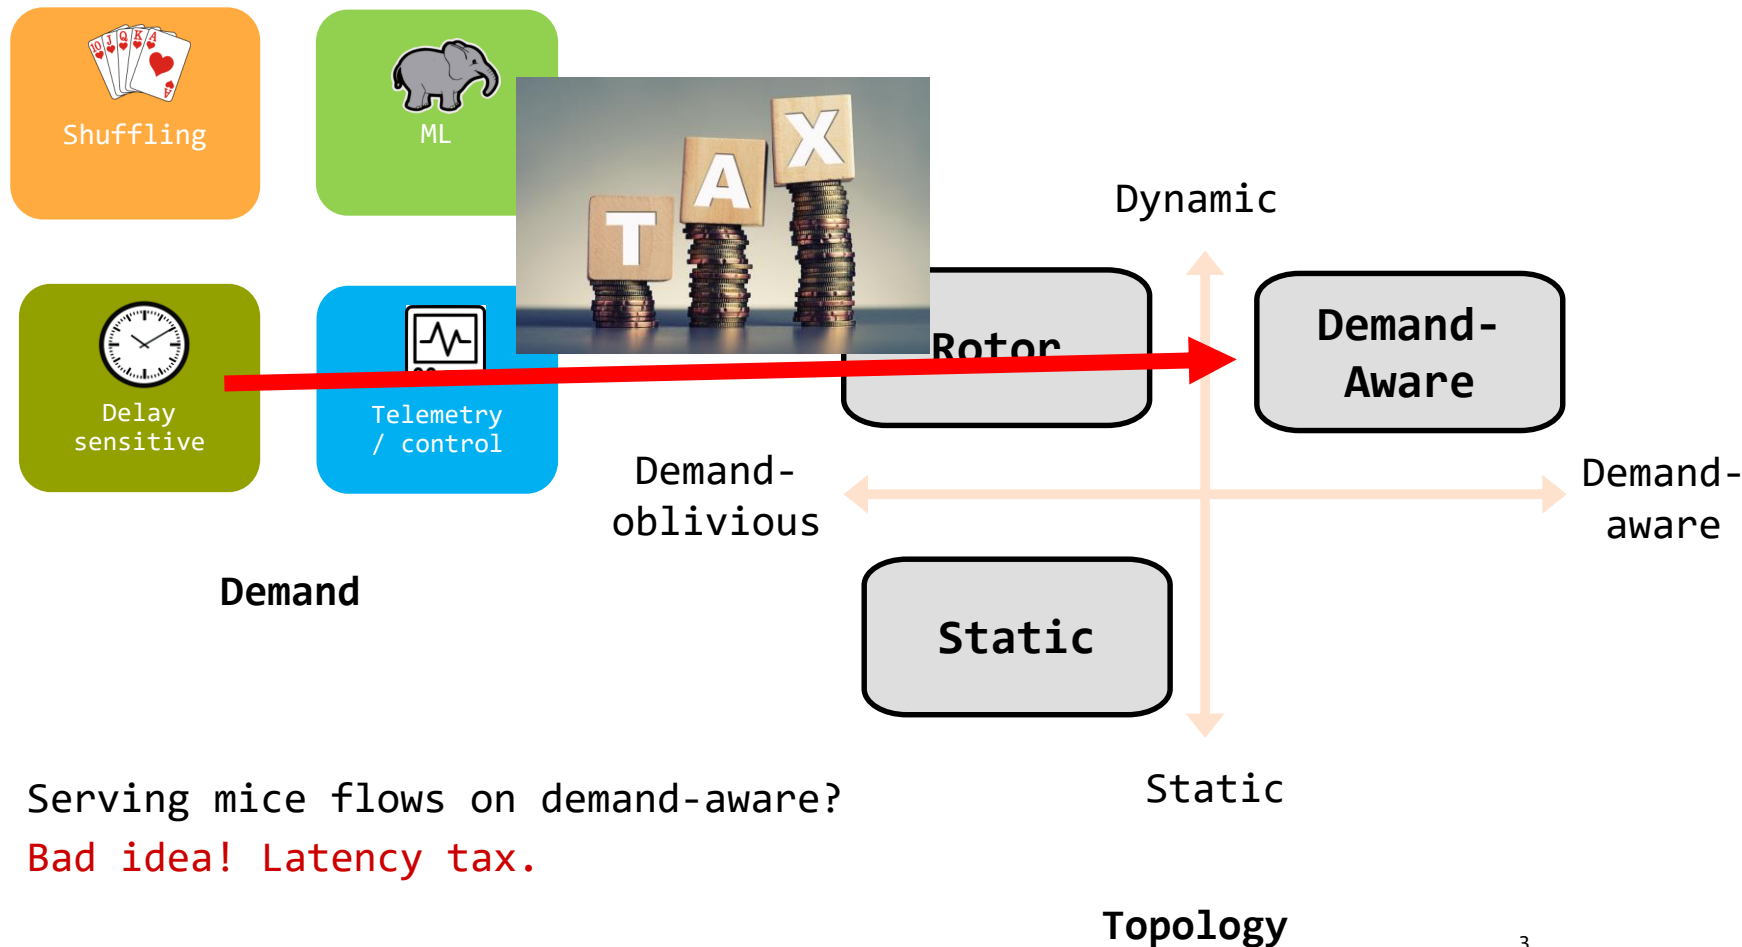 Shuffling
ML
T A X
Delay
sensitive
Telemetry
/ control
Demand
Dynamic
Rotor
Demand-
Aware
Demand-
oblivious
Demand-
aware
Static
Static
Serving mice flows on demand-aware?
Bad idea! Latency tax.
Topology
3